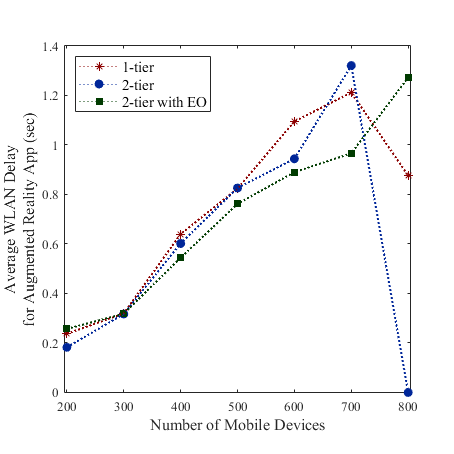 1.4
1-tier
2-tier
2-tier with EO
1.2
1
0.8
0.6
0.4
0.2
0
Average WLAN Delay
for Augmented Reality App (sec)
200 300 400 500 600 700 800
Number of Mobile Devices